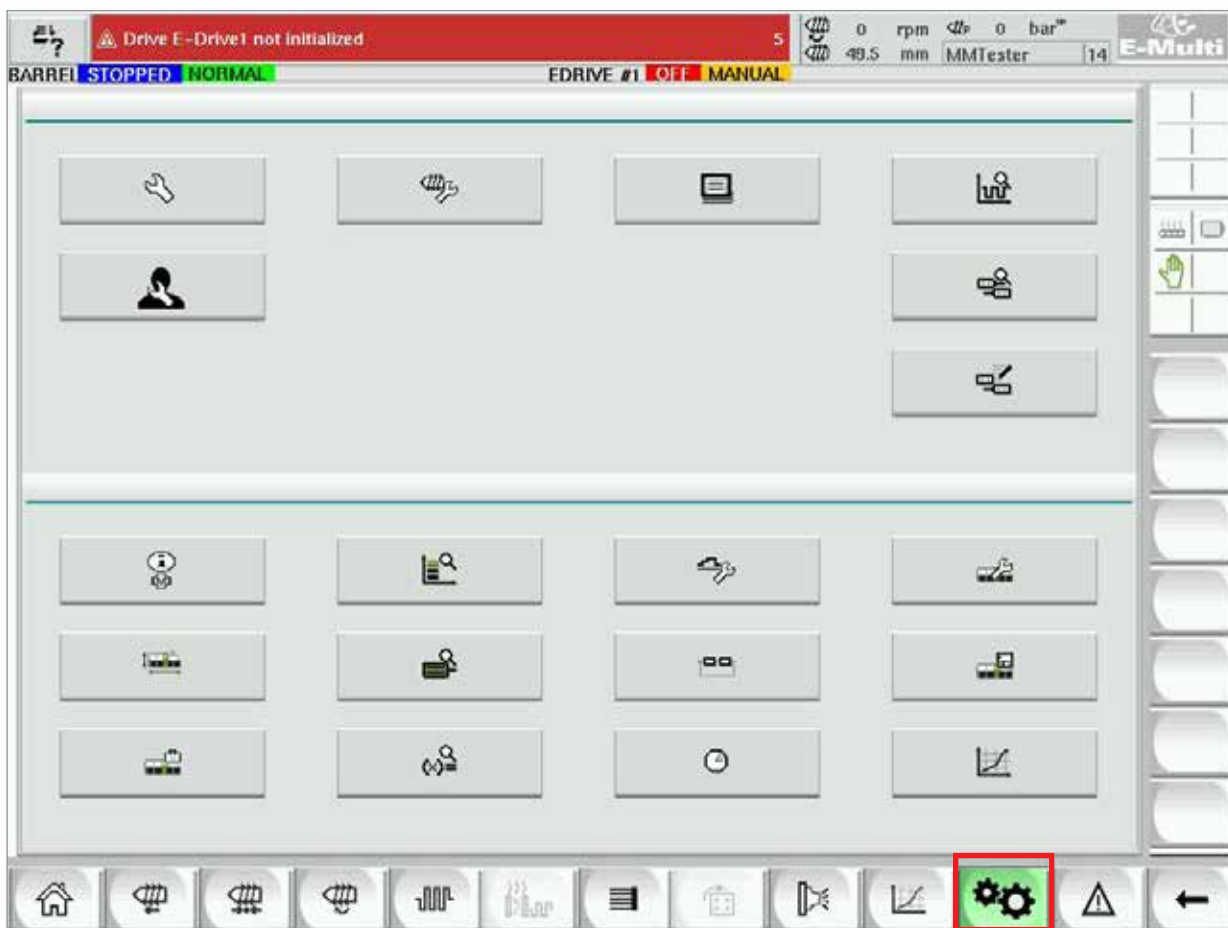 ? Drive E-Drive1 not initialized 5 0 rpm 0 bar E-Multi
49.5 mm MMTester 14
BARREL STOPPED NORMAL EDRIVE #1 OFF MANUAL